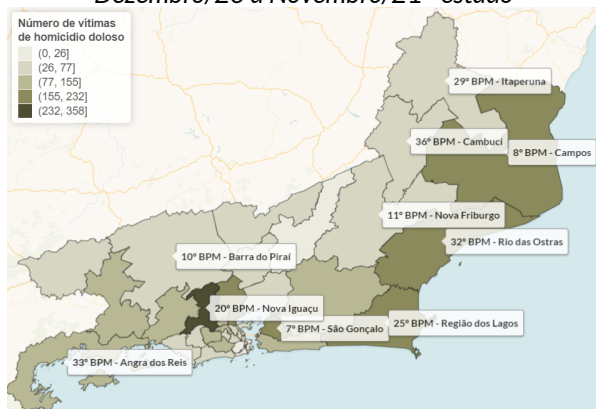 Dezembro/20 a Novembro/21 - estado
Número de vítimas
de homicídio doloso
(0, 26]
(26, 77]
(77, 155]
(155, 232]
(232, 358]
29º BPM - Itaperuna
36º BPM - Cambuci
8º BPM - Campos
11º BPM - Nova Friburgo
32º BPM - Rio das Ostras
10º BPM - Barra do Piraí
20º BPM - Nova Iguaçu
7º BPM - São Gonçalo
25º BPM - Região dos Lagos
33º BPM - Angra dos Reis